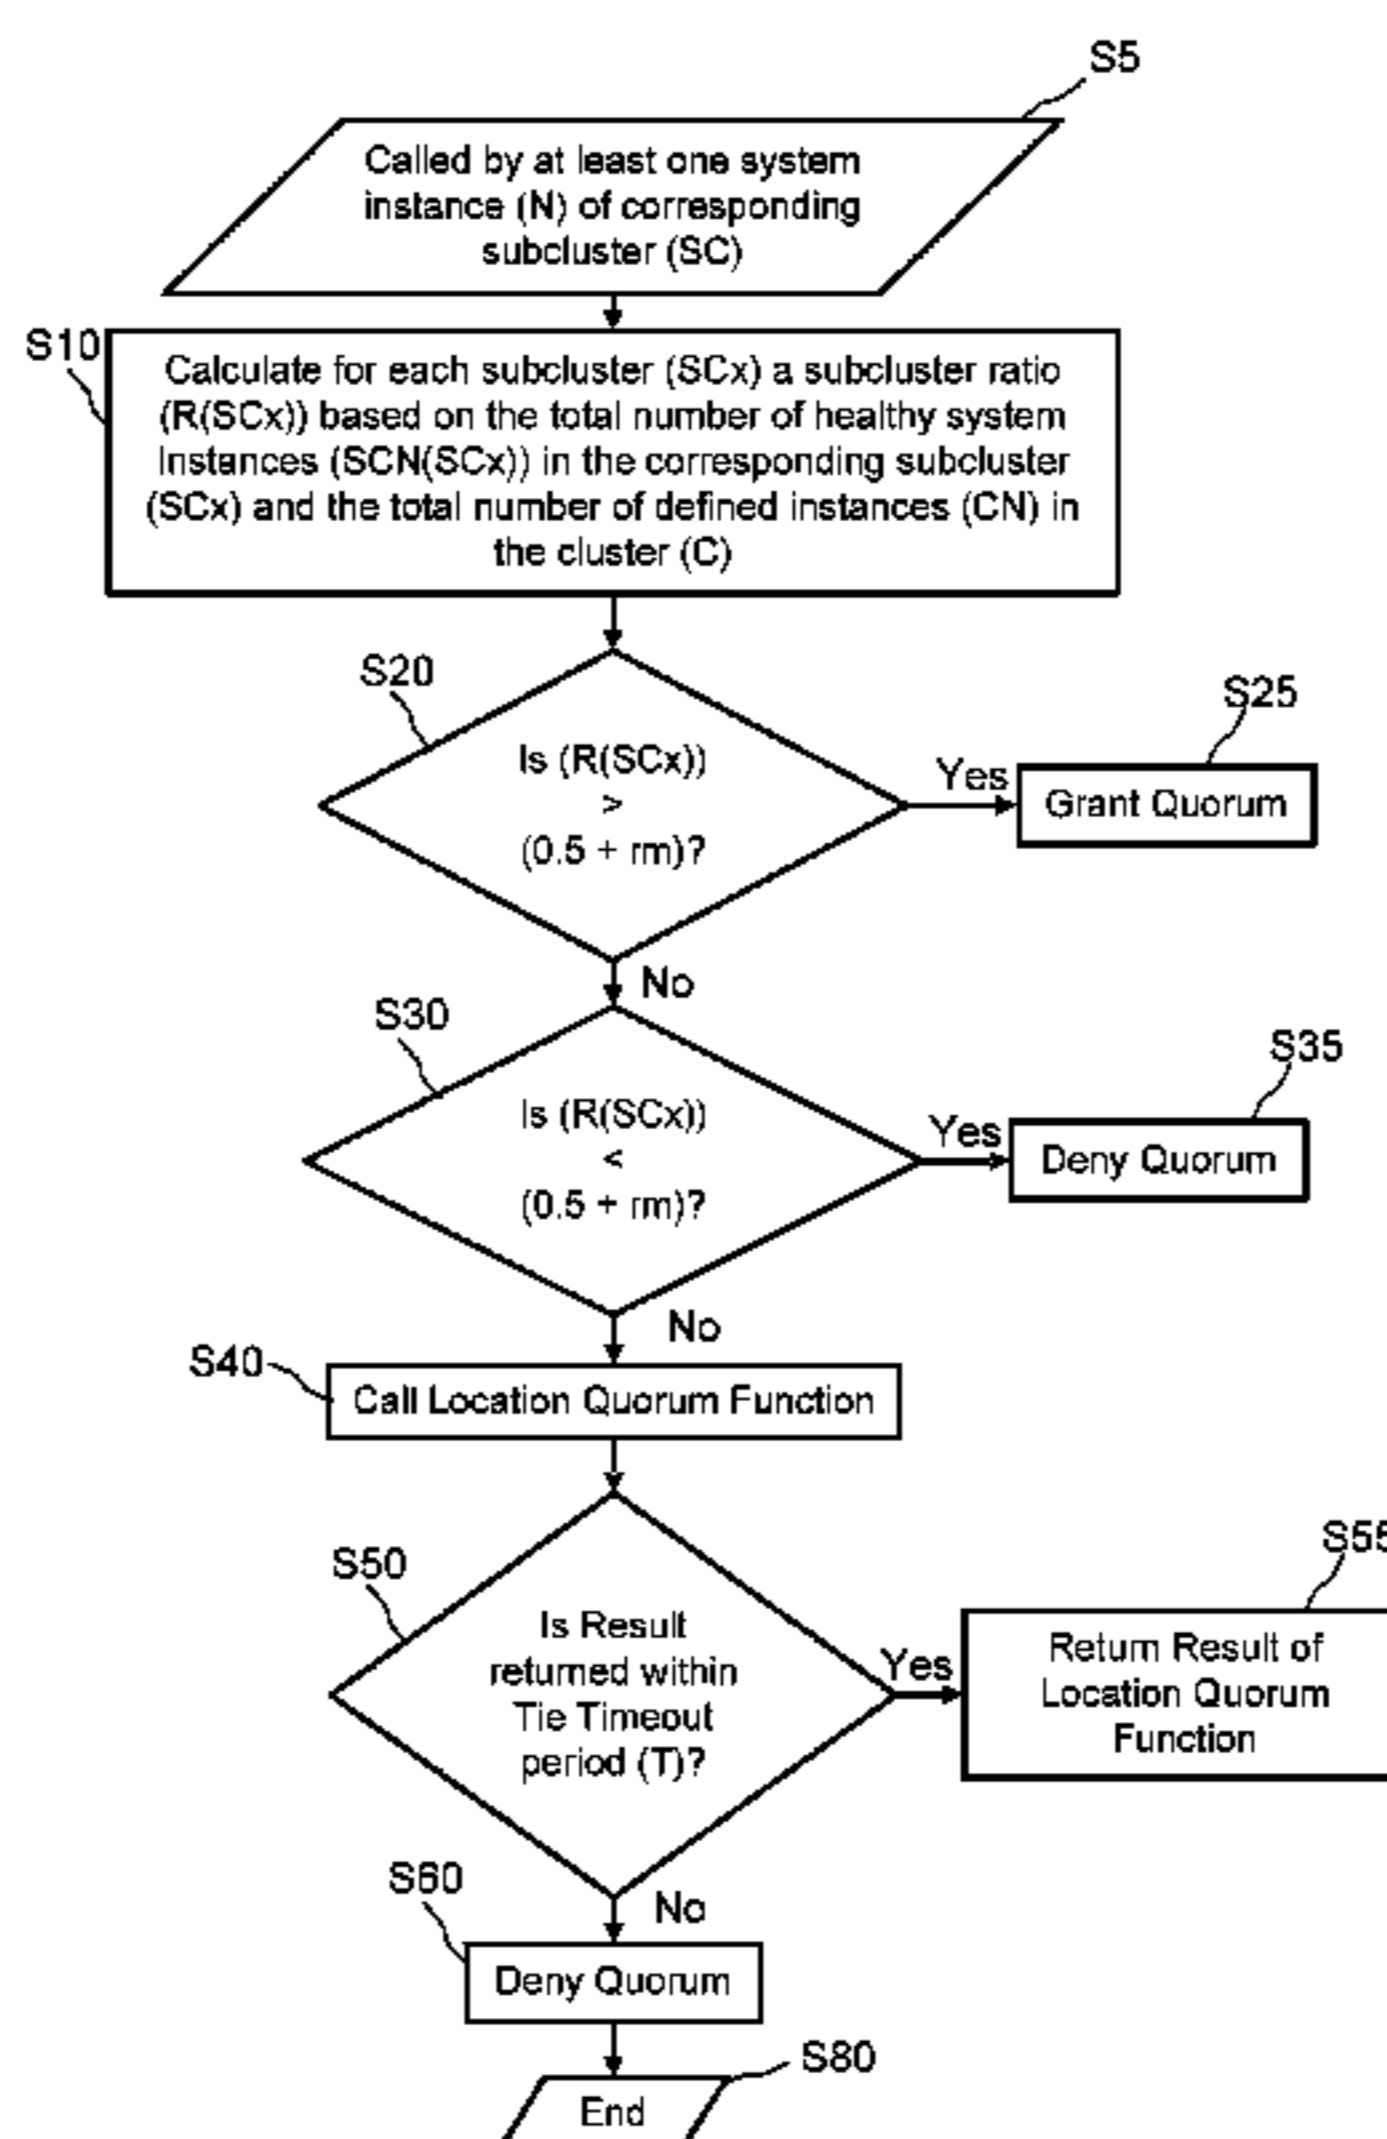 S5
Called by at least one system
instance (N) of corresponding
subcluster (SC)
S10
Calculate for each subcluster (SCx) a subcluster ratio
(R(SCx)) based on the total number of healthy system
Instances (SCN(SCx)) in the corresponding subcluster
(SCx) and the total number of defined instances (CN) in
the cluster (C)
S20
Is (R(SCx))
>
(0.5 + rm)?
Yes
S25
Grant Quorum
No
S30
Is (R(SCx))
<
(0.5 + rm)?
Yes
S35
Deny Quorum
No
S40
Call Location Quorum Function
S50
Is Result
returned within
Tie Timeout
period (T)?
Yes
S55
Return Result of
Location Quorum
Function
No
S60
Deny Quorum
S80
End